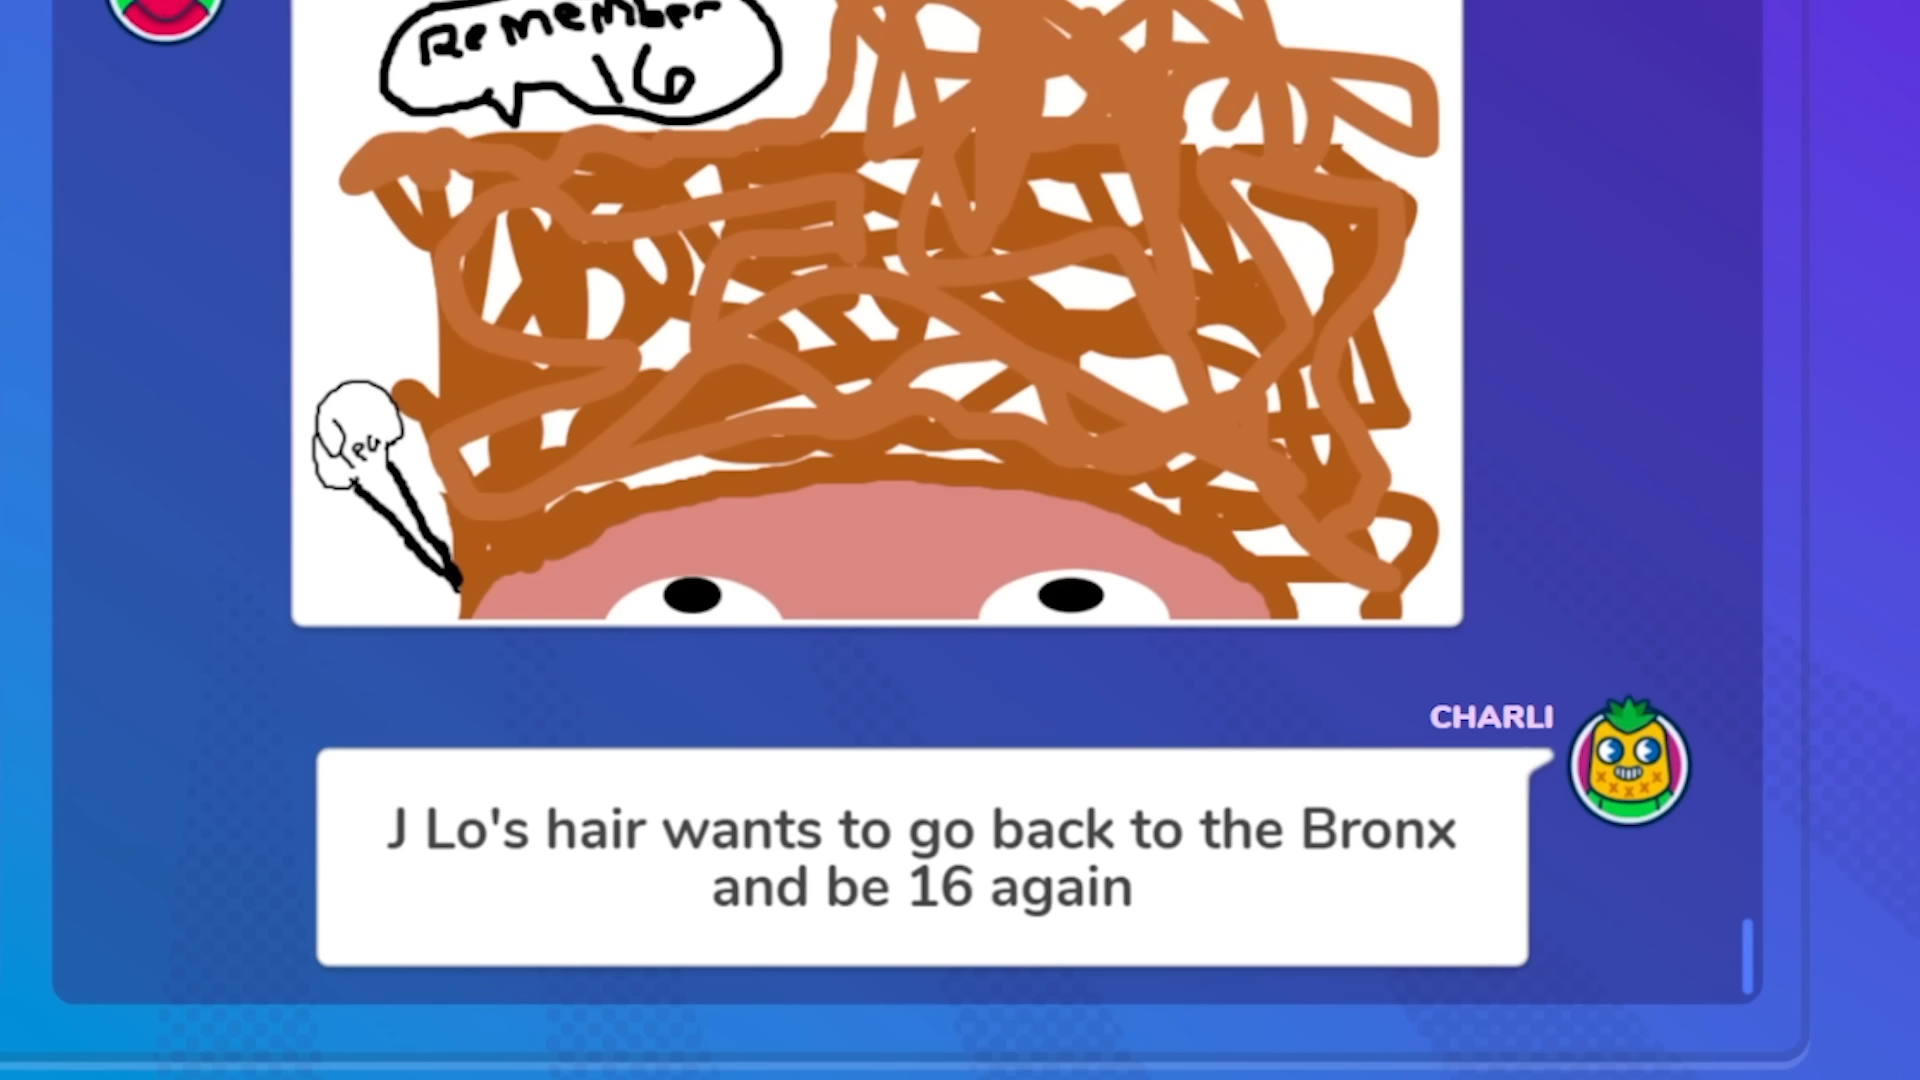 Remember
16
CHARLI
J Lo's hair wants to go back to the Bronx
and be 16 again